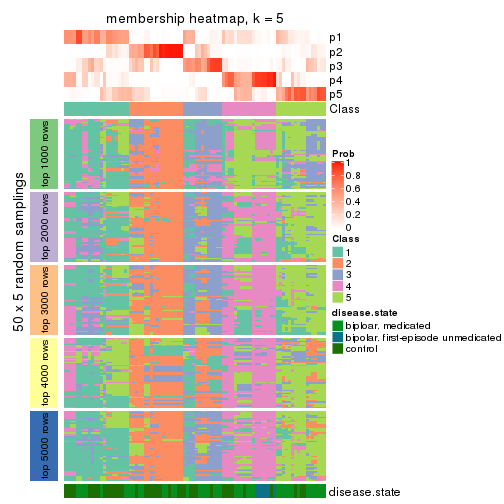 membership heatmap, k = 5
p1
p2
p3
p4
p5
Class
50 x 5 random samplings
top 1000 rows
top 2000 rows
top 3000 rows
top 4000 rows
top 5000 rows
disease.state
Prob
1
0.8
0.6
0.4
0.2
0
Class
1
2
3
4
5
disease.state
bipolar. medicated
bipolar. first-episode unmedicated
control